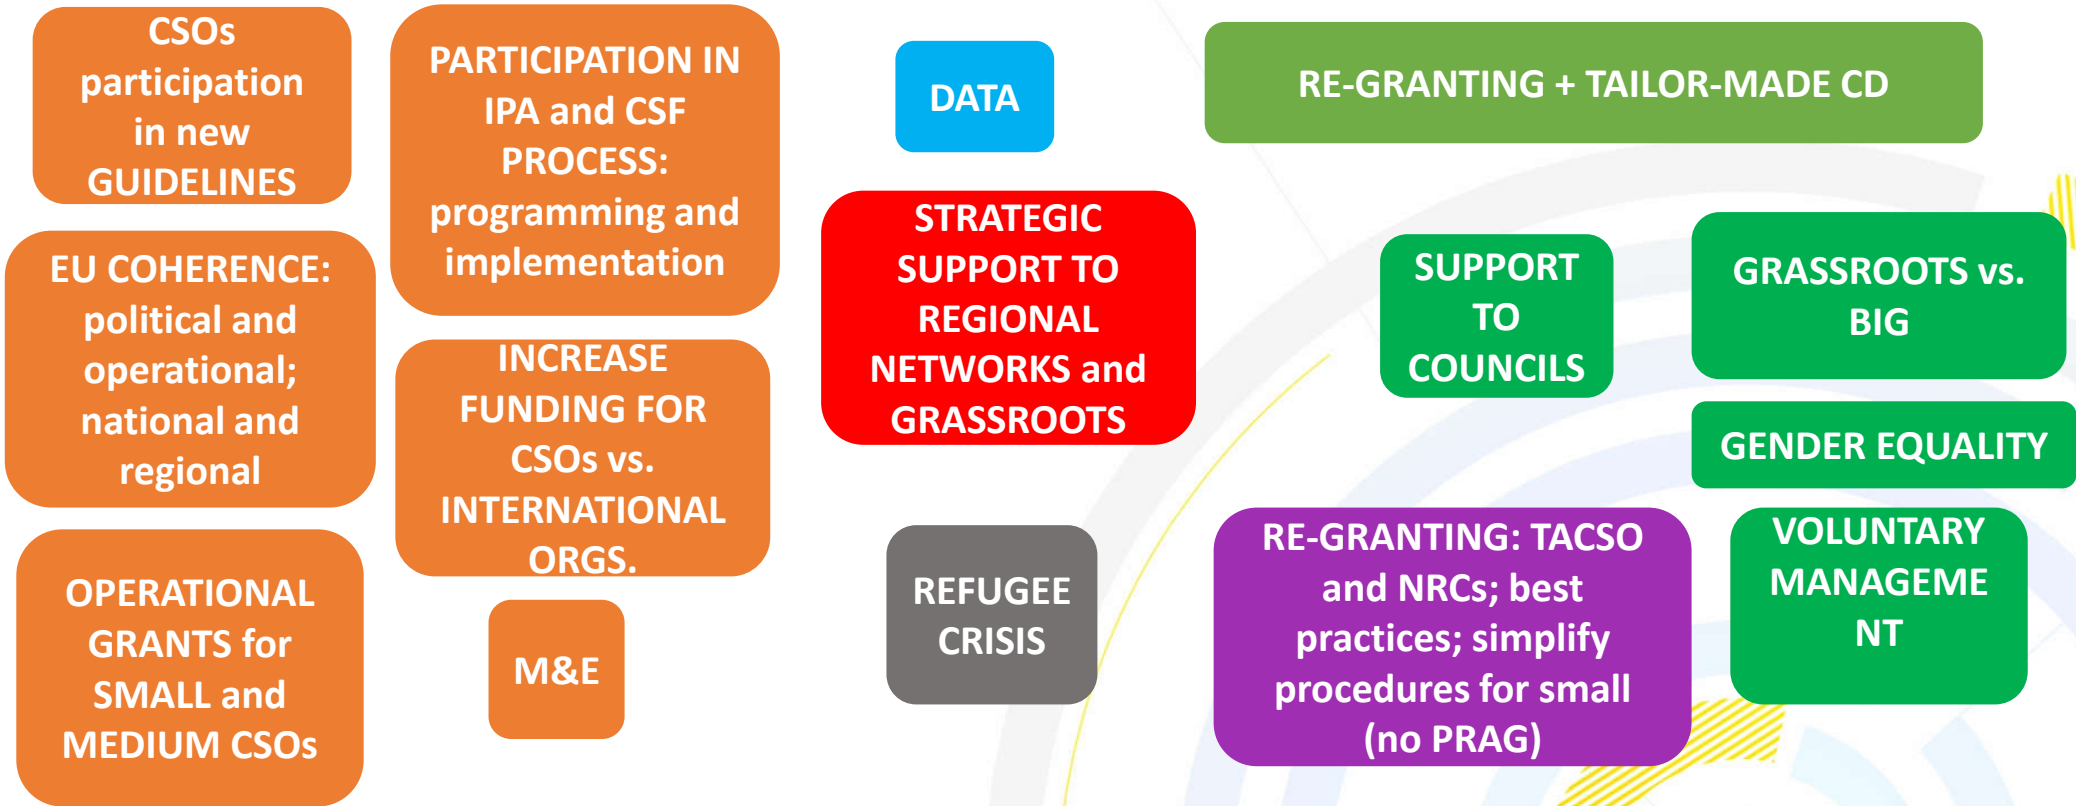 CSOs
participation
in new
GUIDELINES
EU COHERENCE:
political and
operational;
national and
regional
OPERATIONAL
GRANTS for
SMALL and
MEDIUM CSOs
PARTICIPATION IN
IPA and CSF
PROCESS:
programming and
implementation
INCREASE
FUNDING FOR
CSOs vs.
INTERNATIONAL
ORGS.
M&E
DATA
STRATEGIC
SUPPORT TO
REGIONAL
NETWORKS and
GRASSROOTS
REFUGEE
CRISIS
RE-GRANTING + TAILOR-MADE CD
SUPPORT
TO
COUNCILS
GRASSROOTS vs.
BIG
GENDER EQUALITY
RE-GRANTING: TACSO
and NRCs; best
practices; simplify
procedures for small
(no PRAG)
VOLUNTARY
MANAGEME
NT